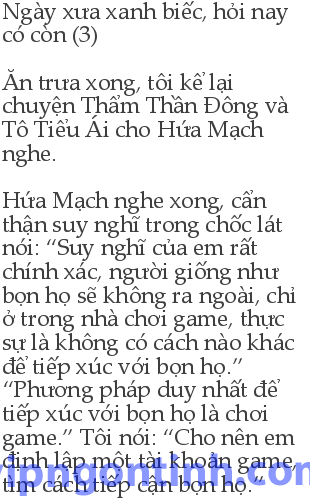 Ngày xưa xanh biếc, hỏi nay
có còn (3)
Ăn trưa xong, tôi kể lại
chuyện Thẩm Thần Đông và
Tô Tiểu Ái cho Hứa Mạch
nghe.
Hứa Mạch nghe xong, cẩn
thận suy nghĩ trong chốc lát
nói: “Suy nghĩ của em rất
chính xác, người giống như
bọn họ sẽ không ra ngoài, chỉ
ở trong nhà chơi game, thực
sự là không có cách nào khác
để tiếp xúc với bọn họ.”
“Phương pháp duy nhất để
tiếp xúc với bọn họ là chơi
game.” Tôi nói: “Cho nên em
định lập một tài khoản game,
tìm cách tiếp cận bọn họ.”